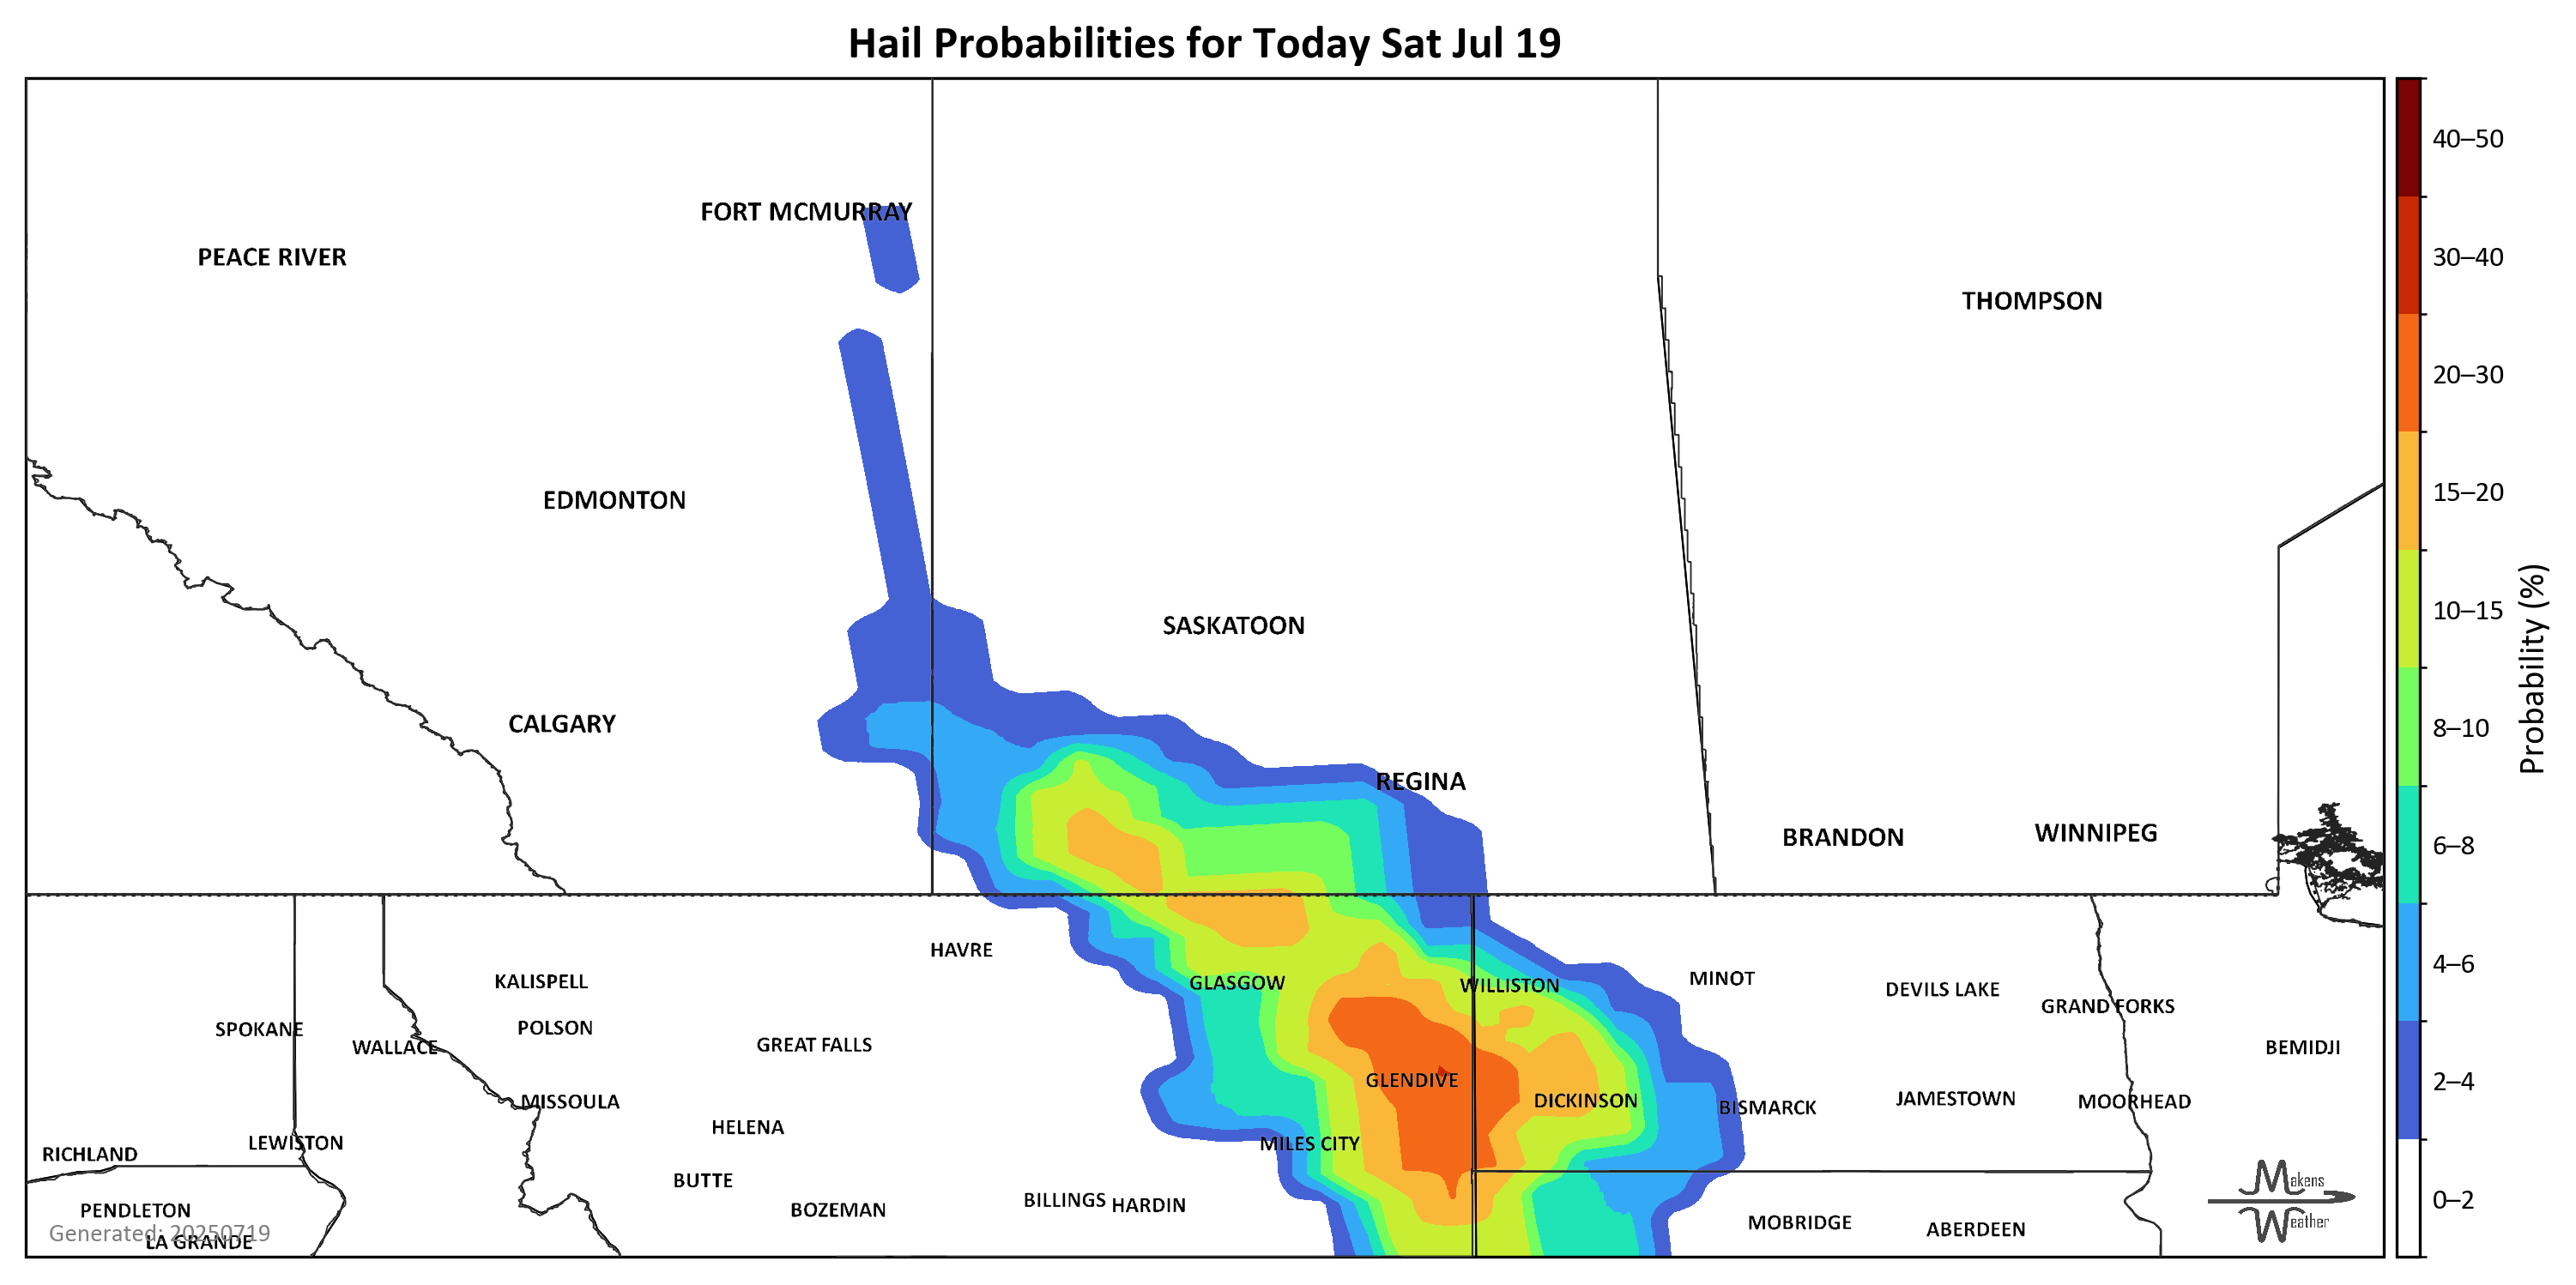 Hail Probabilities for Today Sat Jul 19
FORT MCMURRAY
PEACE RIVER
THOMPSON
EDMONTON
SASKATOON
CALGARY
REGINA
BRANDON
WINNIPEG
HAVRE
KALISPELL
GLASGOW
WILLISTON
MINOT
DEVILS LAKE
GRAND FORKS
SPOKANE
POLSON
WALLACE
GREAT FALLS
BEMIDJI
GLENDIVE
MISSOULA
DICKINSON
BISMARCK
JAMESTOWN
MOORHEAD
HELENA
RICHLAND
LEWISTON
MILES CITY
BUTTE
PENDLETON
BOZEMAN
BILLINGS
HARDIN
MOBRIDGE
ABERDEEN
Generated: 20250719
LA GRANDE
Makens
Weather
40–50
30–40
20–30
15–20
10–15
8–10
6–8
4–6
2–4
0–2
Probability (%)